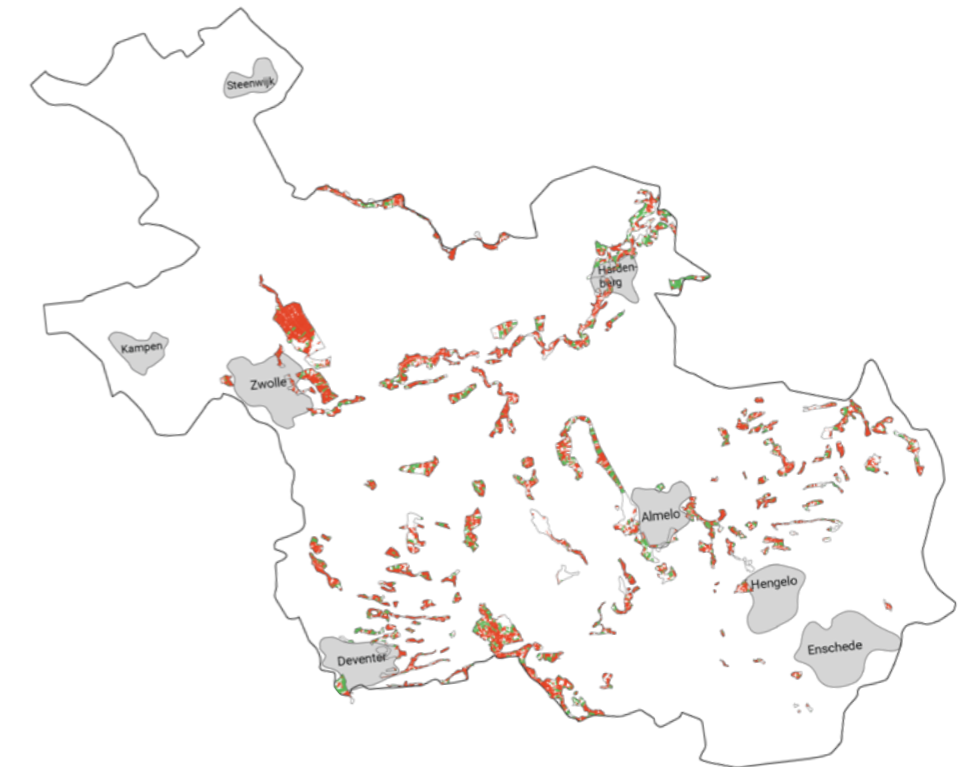 Steenwijk
Harden-
berg
Kampen
Zwolle
Almelo
Hengelo
Enschede
Deventer